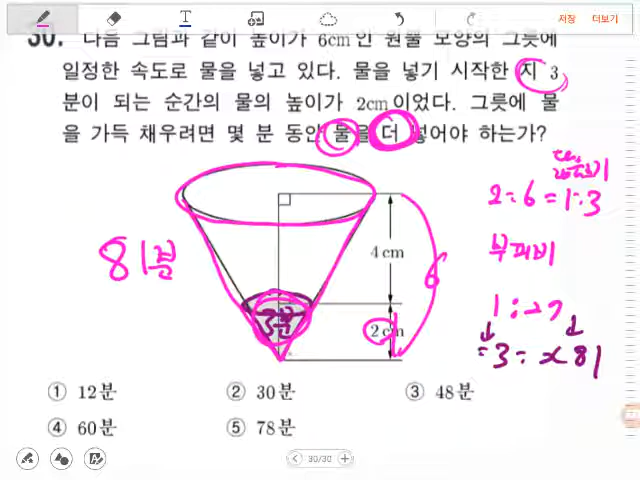 저장 더보기
30. 다음 그림과 같이 높이가 6cm인 원뿔 모양의 그릇에
일정한 속도로 물을 넣고 있다. 물을 넣기 시작한 지 3
분이 되는 순간의 물의 높이가 2cm이었다. 그릇에 물
을 가득 채우려면 몇 분 동안 물을 더 넣어야 하는가?
2:6=1:3
81분
4 cm
6
부피비
3분
2 cm
1:27
=3:x 81
① 12분 ② 30분 ③ 48분
④ 60분 ⑤ 78분
30/30